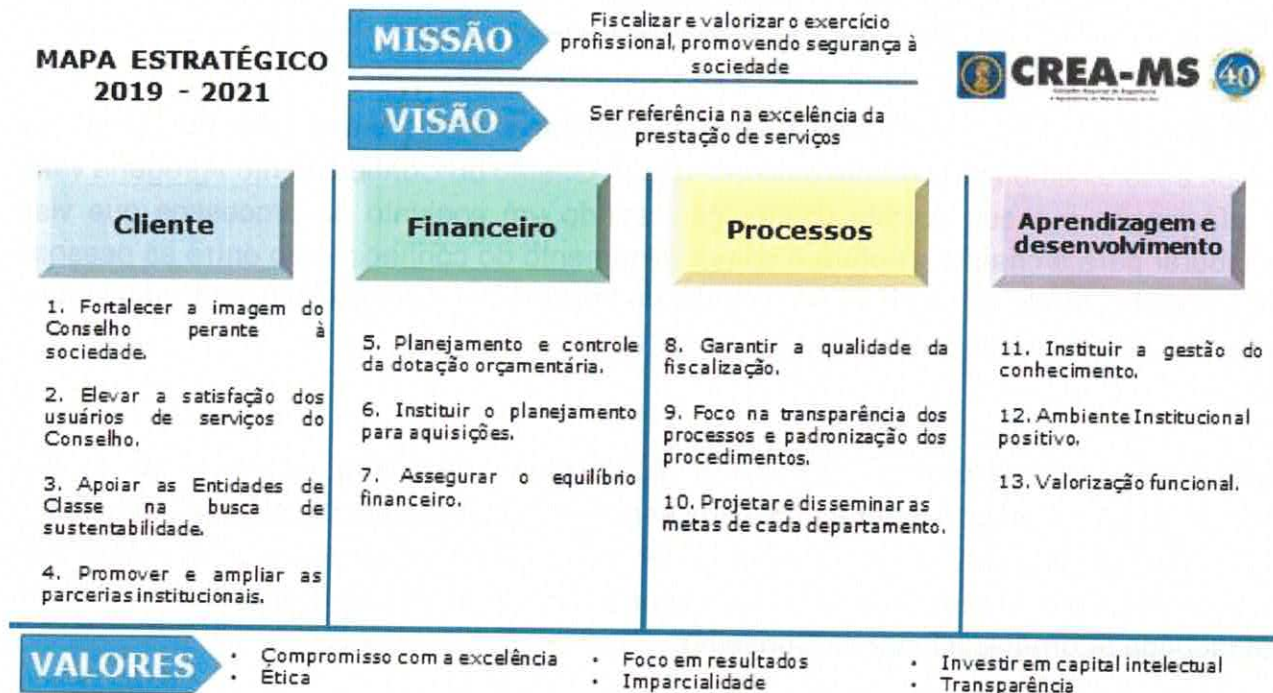 MAPA ESTRATÉGICO
2019 - 2021
MISSÃO
Fiscalizar e valorizar o exercício
profissional, promovendo segurança à
sociedade
VISÃO
Ser referência na excelência da
prestação de serviços
CREA-MS
40
Cliente
1. Fortalecer a imagem do
Conselho perante à
sociedade.
2. Elevar a satisfação dos
usuários de serviços do
Conselho.
3. Apoiar as Entidades de
Classe na busca de
sustentabilidade.
4. Promover e ampliar as
parcerias institucionais.
Financeiro
5. Planejamento e controle
da dotação orçamentária.
6. Instituir o planejamento
para aquisições.
7. Assegurar o equilíbrio
financeiro.
Processos
8. Garantir a qualidade da
fiscalização.
9. Foco na transparência dos
processos e padronização dos
procedimentos.
10. Projetar e disseminar as
metas de cada departamento.
Aprendizagem e
desenvolvimento
11. Instituir a gestão do
conhecimento.
12. Ambiente Institucional
positivo.
13. Valorização funcional.
VALORES
• Compromisso com a excelência
• Ética
• Foco em resultados
• Imparcialidade
• Investir em capital intelectual
• Transparência